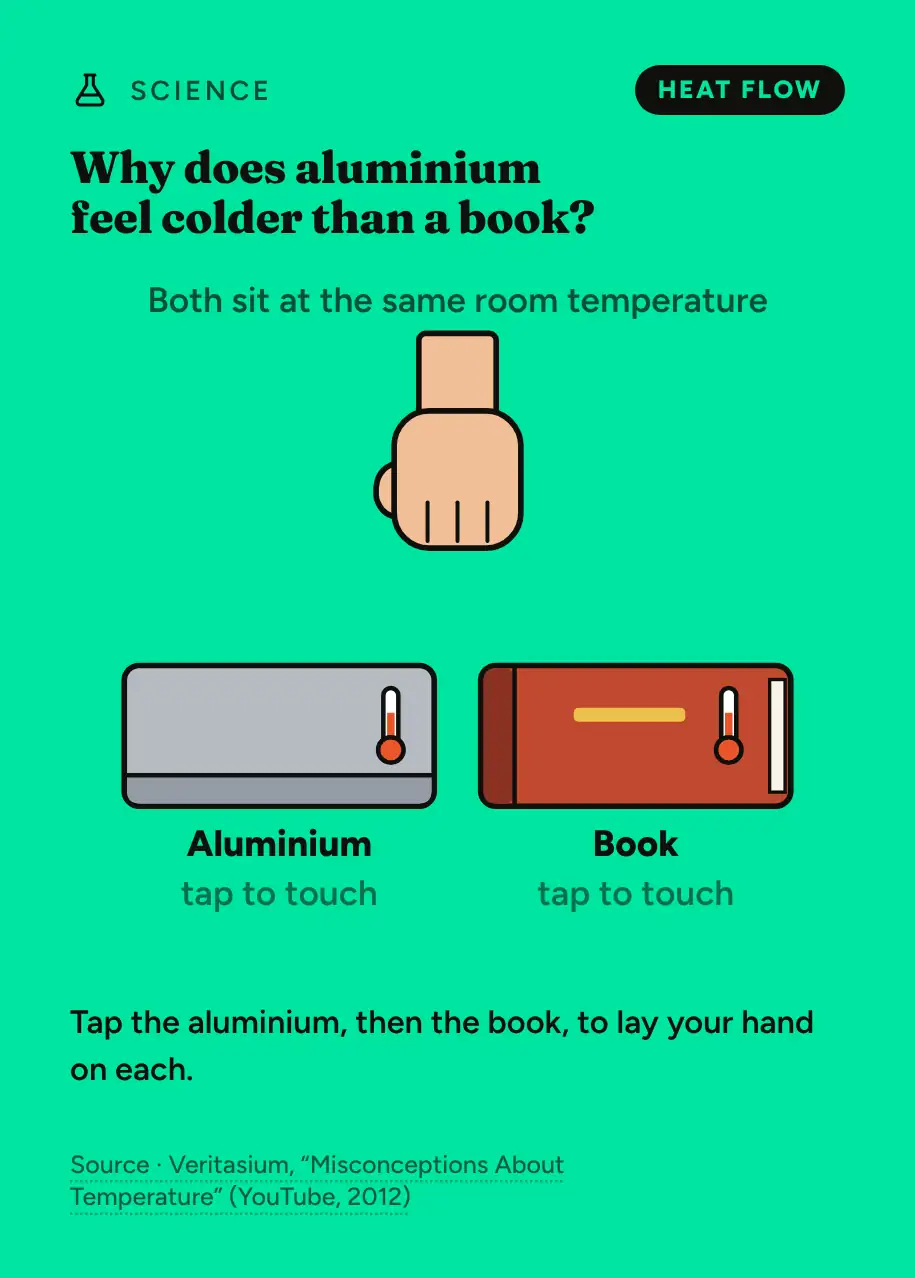 SCIENCE
HEAT FLOW
Why does aluminium
feel colder than a book?
Both sit at the same room temperature
Aluminium
tap to touch
Book
tap to touch
Tap the aluminium, then the book, to lay your hand
on each.
Source · Veritasium, “Misconceptions About
Temperature” (YouTube, 2012)